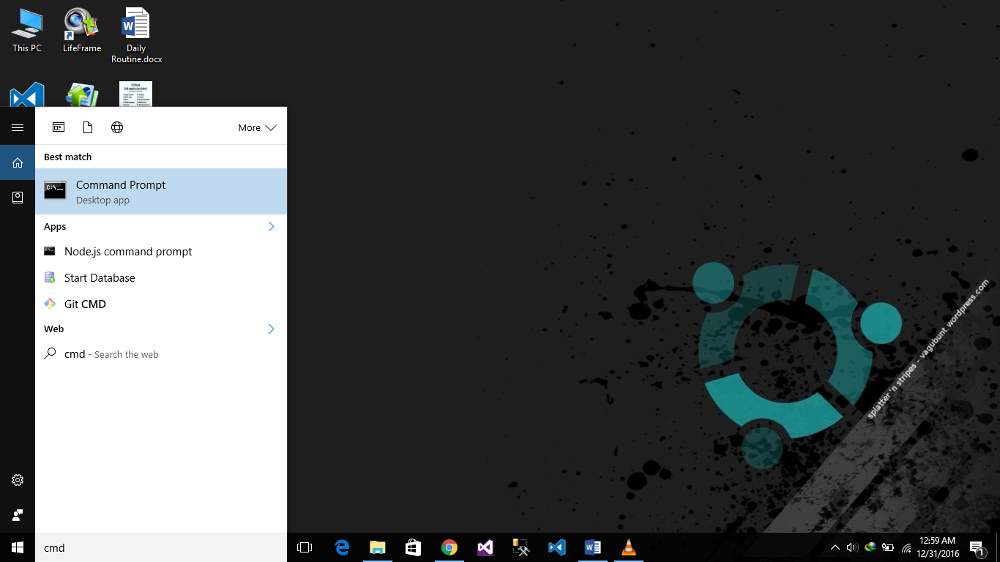 This PC
LifeFrame
Daily
Routine.docx
More
Best match
C:\_
Command Prompt
Desktop app
Apps
Node.js command prompt
Start Database
Git CMD
Web
cmd - Search the web
splatter 'n stripes - vagubunt.wordpress.com
cmd
12:59 AM
12/31/2016
1